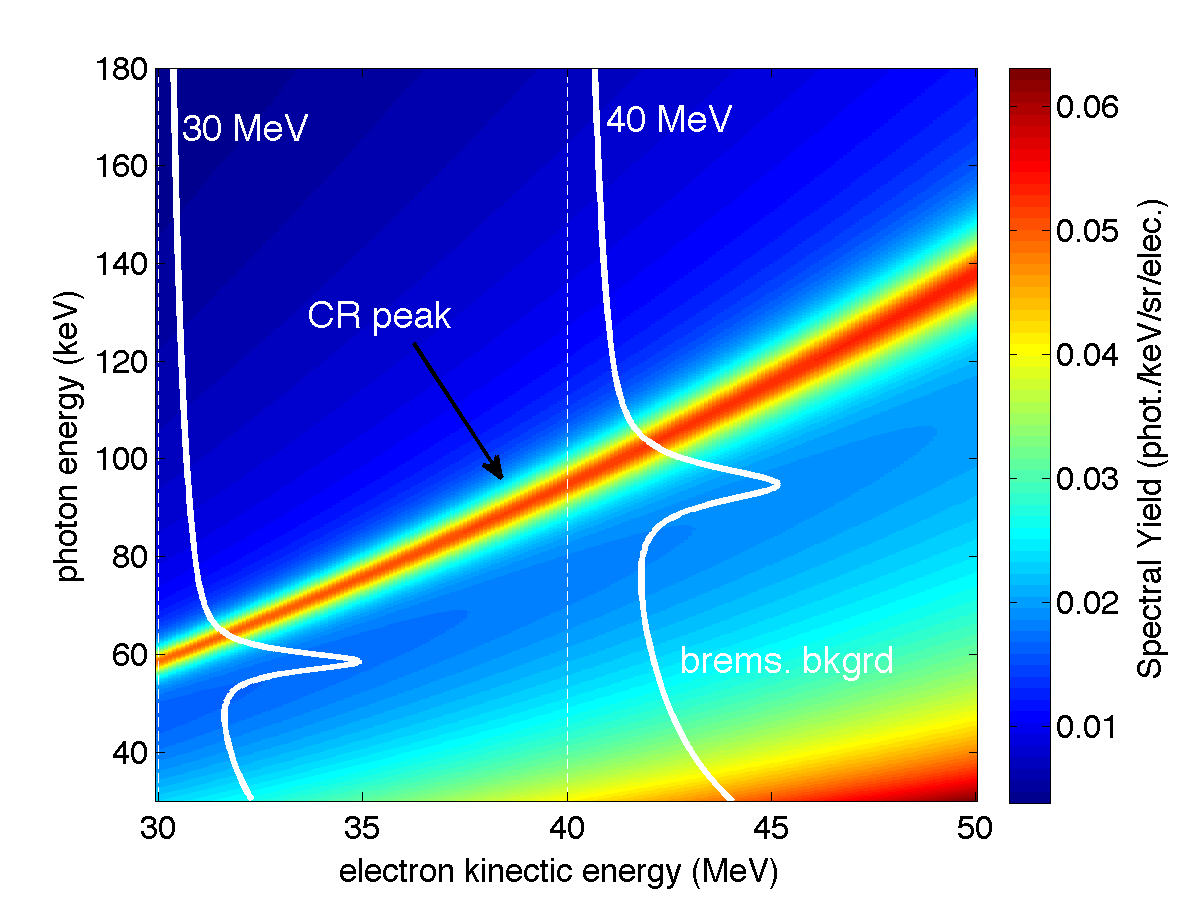 180
160
140
120
100
80
60
40
photon energy (keV)
30 MeV
40 MeV
CR peak
brems. bkgrd
30
35
40
45
50
electron kinectic energy (MeV)
0.06
0.05
0.04
0.03
0.02
0.01
Spectral Yield (phot./keV/sr/elec.)